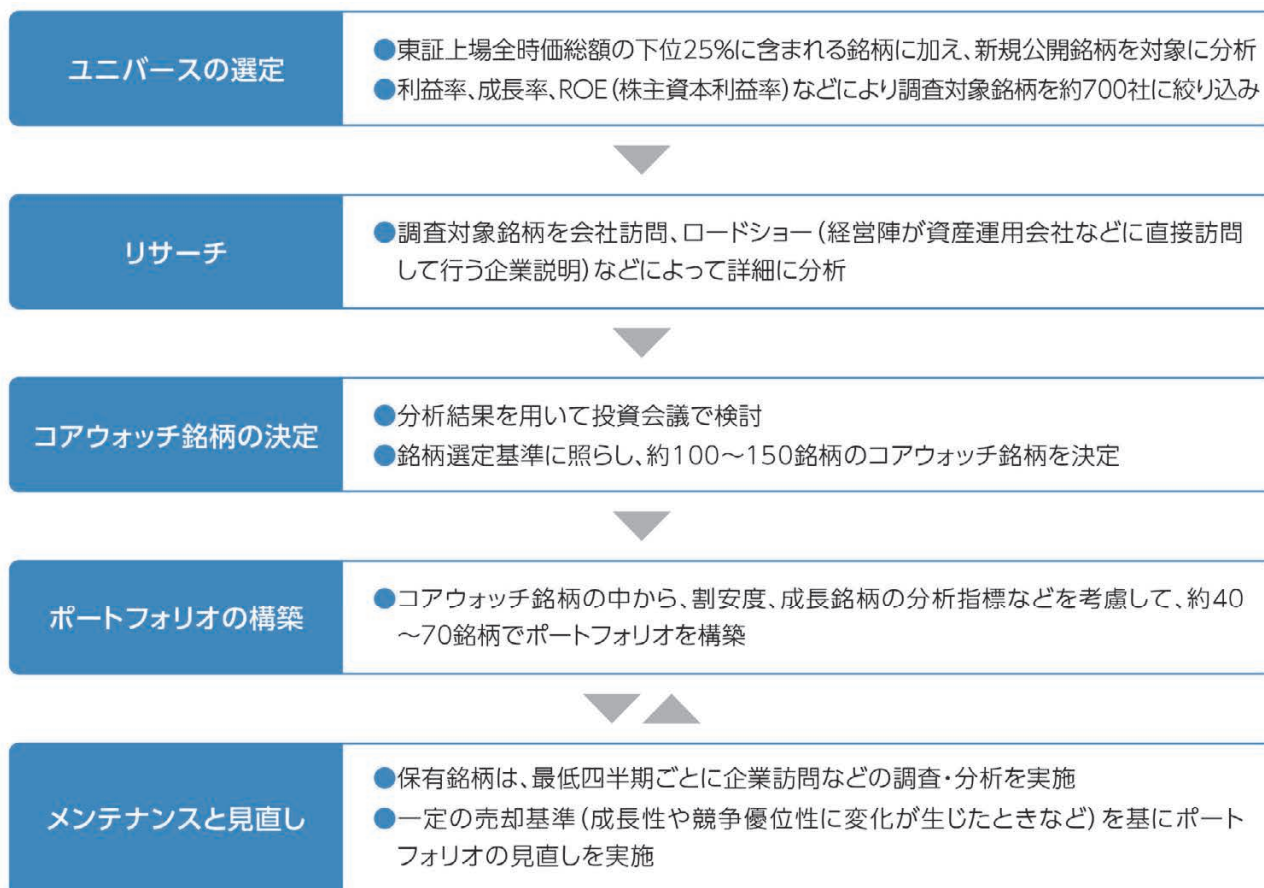 ユニバースの選定
●東証上場全時価総額の下位25%に含まれる銘柄に加え、新規公開銘柄を対象に分析
●利益率、成長率、ROE(株主資本利益率)などにより調査対象銘柄を約700社に絞り込み
リサーチ
●調査対象銘柄を会社訪問、ロードショー(経営陣が資産運用会社などに直接訪問
して行う企業説明)などによって詳細に分析
コアウォッチ銘柄の決定
●分析結果を用いて投資会議で検討
●銘柄選定基準に照らし、約100～150銘柄のコアウォッチ銘柄を決定
ポートフォリオの構築
●コアウォッチ銘柄の中から、割安度、成長銘柄の分析指標などを考慮して、約40
～70銘柄でポートフォリオを構築
メンテナンスと見直し
●保有銘柄は、最低四半期ごとに企業訪問などの調査・分析を実施
●一定の売却基準(成長性や競争優位性に変化が生じたときなど)を基にポート
フォリオの見直しを実施